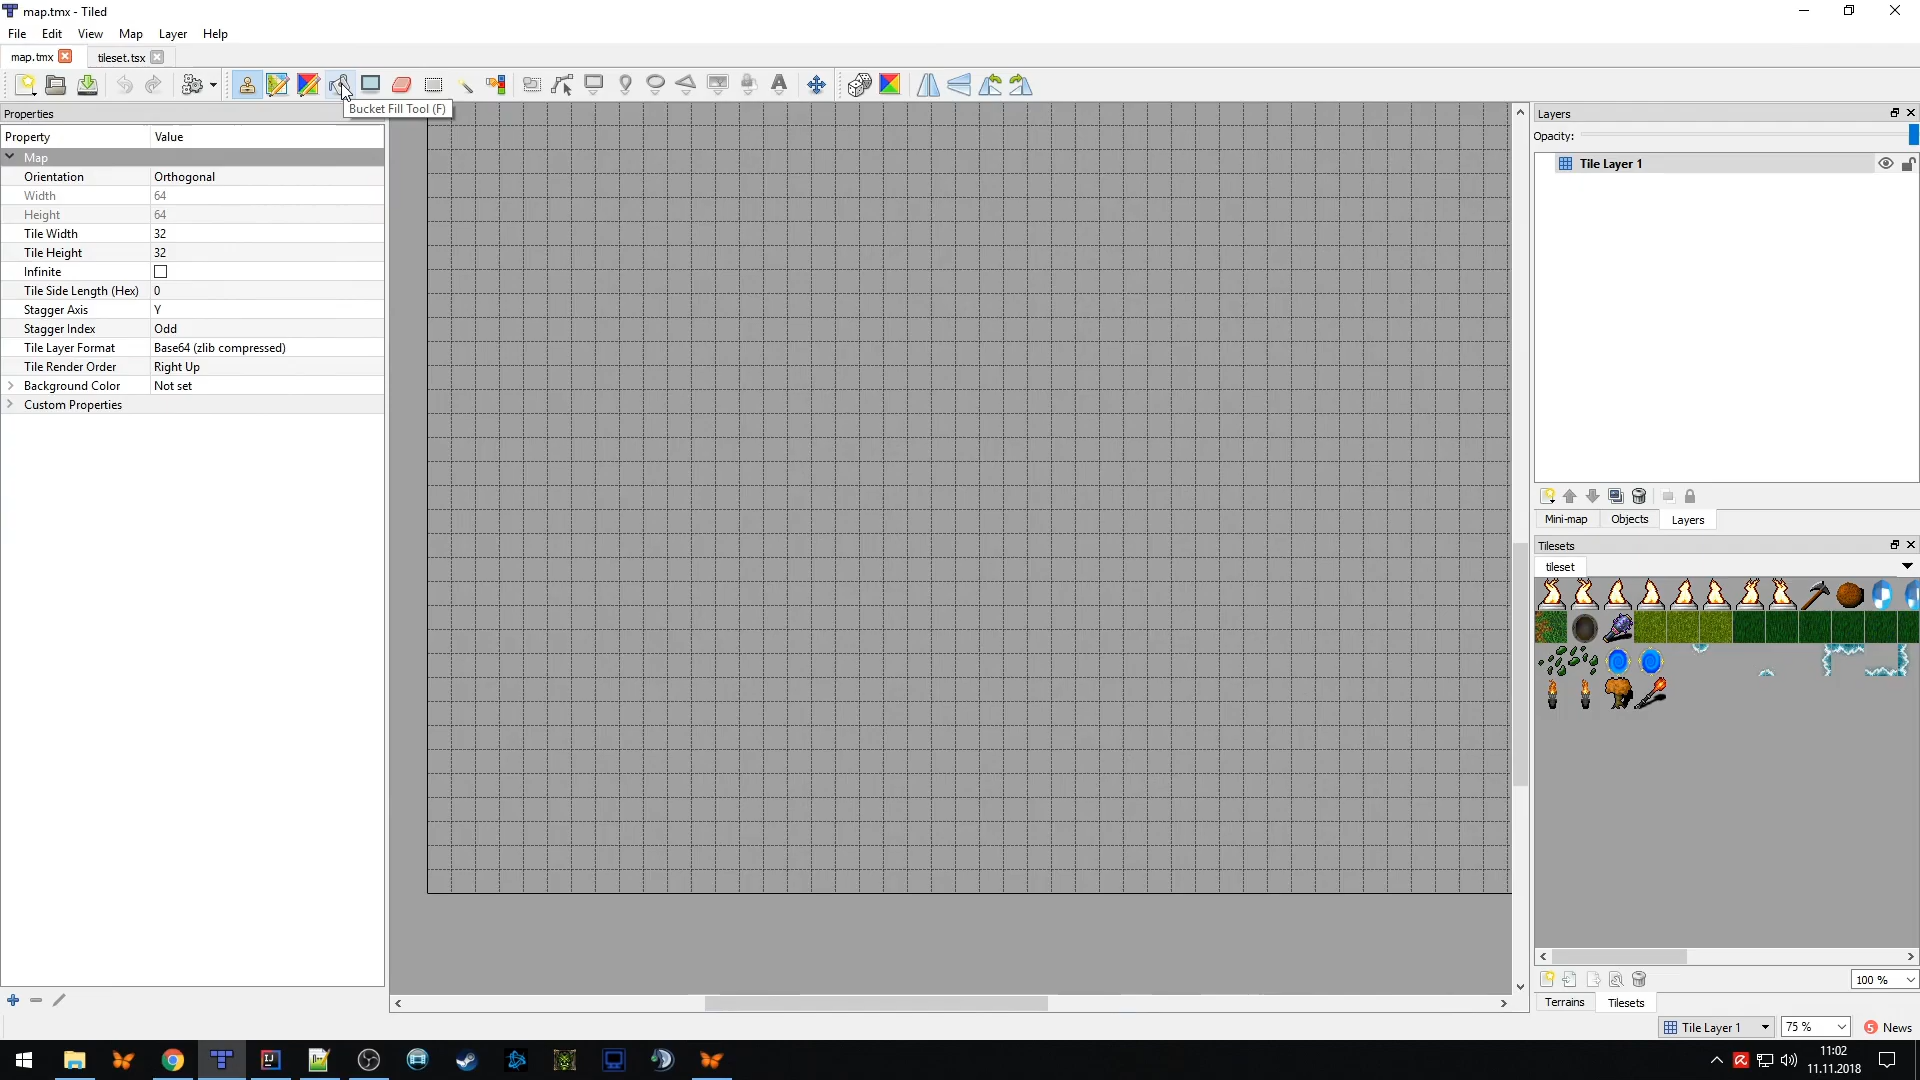 map.tmx - Tiled
File Edit View Map Layer Help
map.tmx tileset.tsx
Bucket Fill Tool (F)
Properties
Property Value
Map
Orientation Orthogonal
Width 64
Height 64
Tile Width 32
Tile Height 32
Infinite
Tile Side Length (Hex) 0
Stagger Axis Y
Stagger Index Odd
Tile Layer Format Base64 (zlib compressed)
Tile Render Order Right Up
Background Color Not set
Custom Properties
Layers
Opacity:
Tile Layer 1
Mini-map Objects Layers
Tilesets
tileset
100 %
Terrains Tilesets
Tile Layer 1 75 % 5 News
11:02
11.11.2018